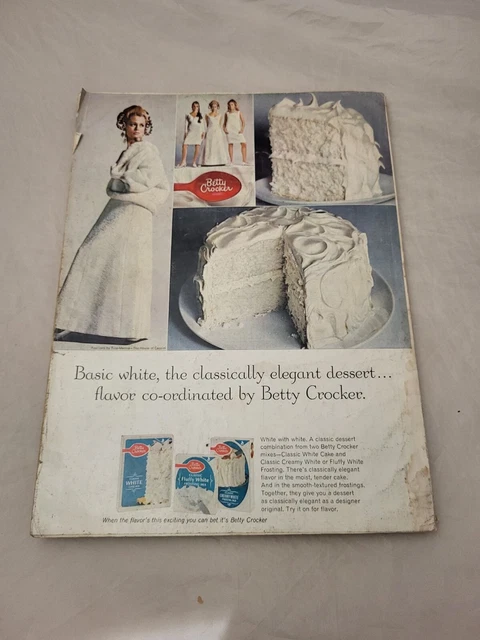 Betty
Crocker
Basic white, the classically elegant dessert...
flavor co-ordinated by Betty Crocker.
White with white. A classic dessert
combination from two Betty Crocker
mixes—Classic White Cake and
Classic Creamy White or Fluffy White
Frosting. There's classically elegant
flavor in the moist, tender cake.
And in the smooth-textured frostings.
Together, they give you a dessert
as classically elegant as a designer
original. Try it on for flavor.
WHITE
Fluffy White
When the flavor's this exciting you can bet it's Betty Crocker